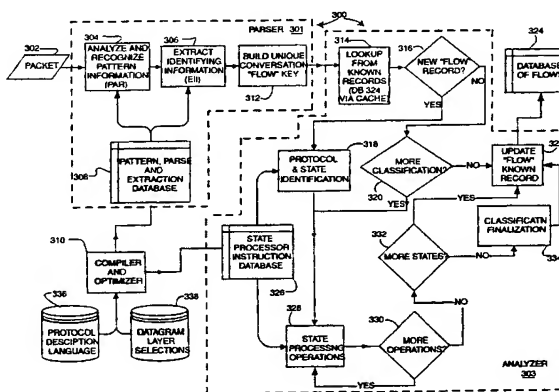 300
302
PACKET
304
ANALYZE AND
RECOGNIZE
PATTERN
INFORMATION
(PAR)
306
EXTRACT
IDENTIFYING
INFORMATION
(EII)
PARSER 301
BUILD UNIQUE
CONVERSATION
"FLOW" KEY
312
314
LOOKUP
FROM
KNOWN
RECORDS
(DB 324
VIA CACHE)
316
NEW "FLOW"
RECORD?
NO
YES
324
DATABASE
OF FLOWS
308
PATTERN, PARSE
AND
EXTRACTION
DATABASE
PROTOCOL
& STATE
IDENTIFICATION
318
MORE
CLASSIFICATION?
320
NO
YES
UPDATE
"FLOW"
KNOWN
RECORD
YES
310
COMPILER
AND
OPTIMIZER
STATE
PROCESSOR
INSTRUCTION
DATABASE
326
332
MORE STATES?
NO
CLASSIFICATN
FINALIZATION
336
PROTOCOL
DESCIPTION
LANGUAGE
338
DATAGRAM
LAYER
SELECTIONS
328
STATE
PROCESSNG
OPERATIONS
330
MORE
OPERATIONS?
NO
YES
ANALYZER
303